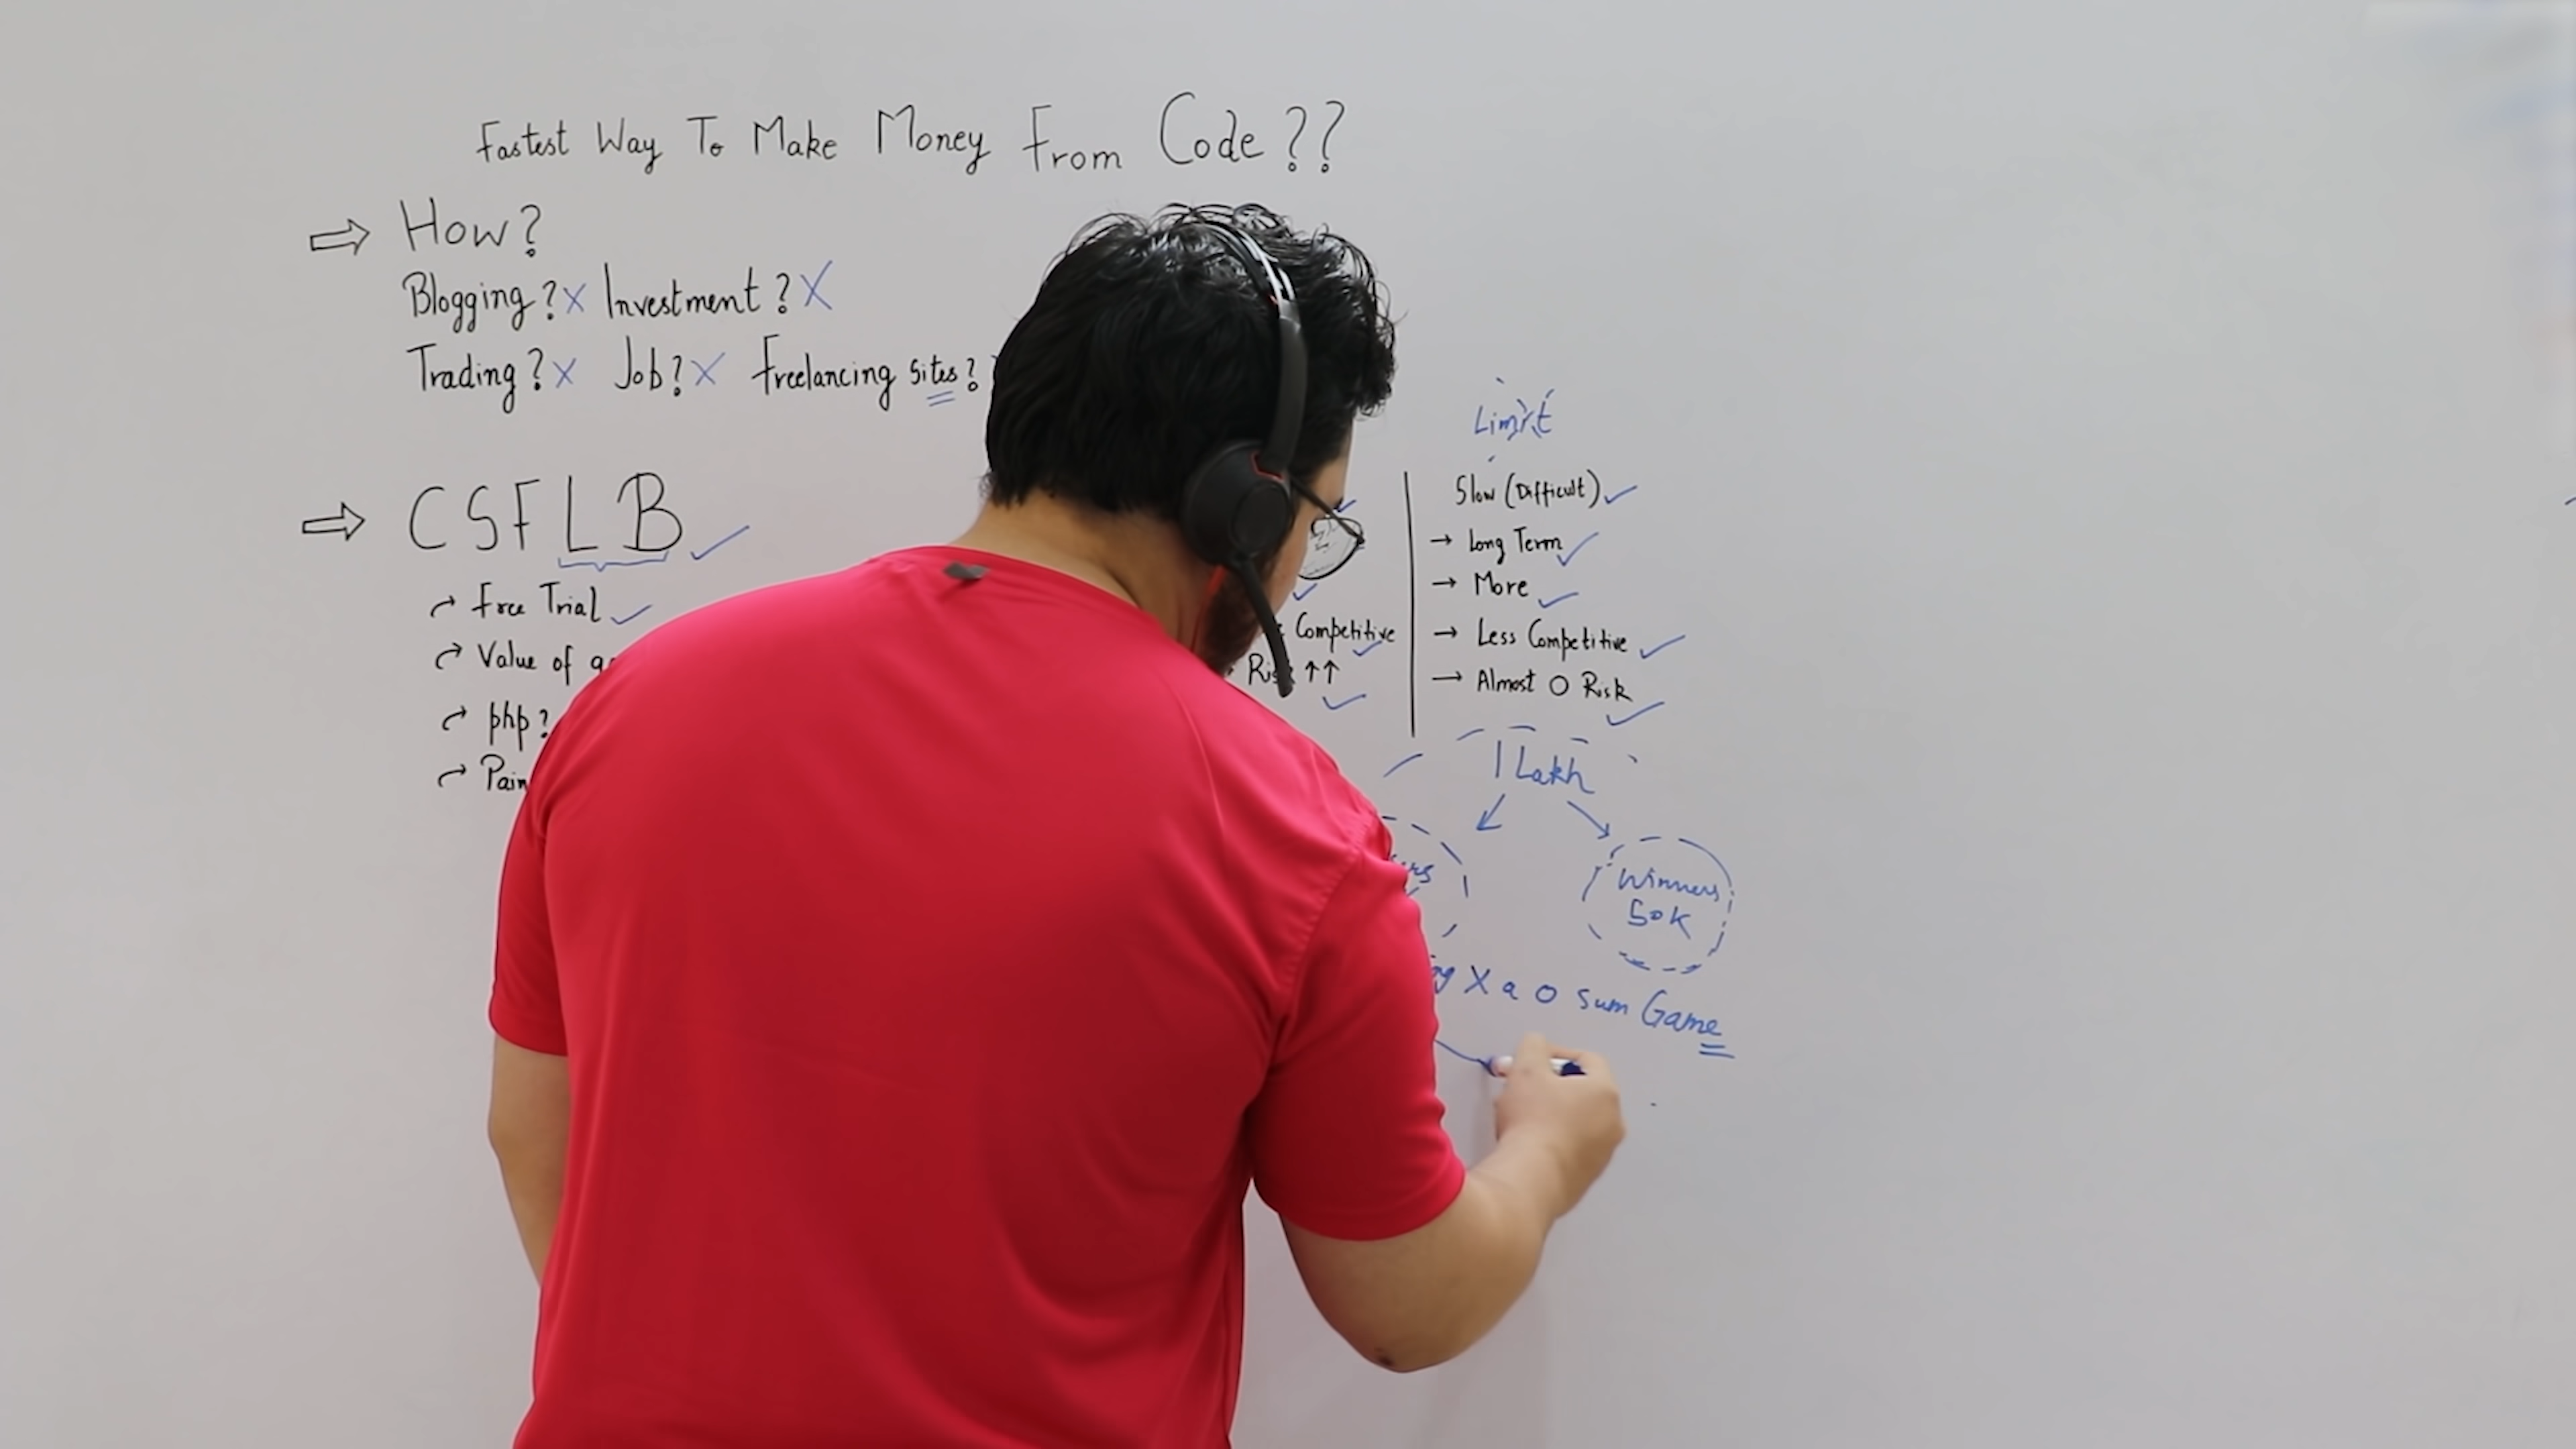 Fastest Way To Make Money From Code ??
⇒ How?
Blogging ? X Investment ? X
Trading ? X Job? X Freelancing sites ?
⇒ CSFLB ✓
Free Trial ✓
Value of
php ?
Competitive ✓
Risk ↑↑ ✓
Limit
Slow (Difficult) ✓
→ Long Term ✓
→ More ✓
→ Less Competitive ✓
→ Almost 0 Risk ✓
1 Lakh
Winners
50K
X a 0 sum Game